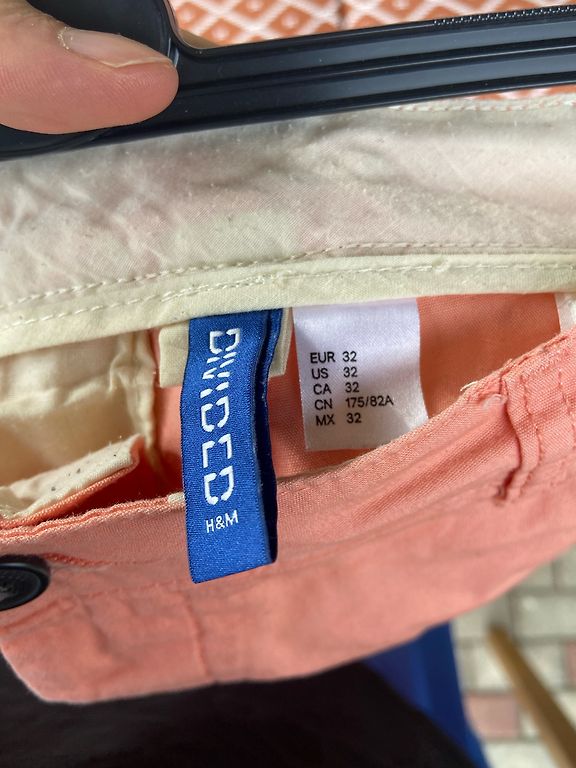 DIVIDED
H&M
EUR 32
US 32
CA 32
CN 175/82A
MX 32